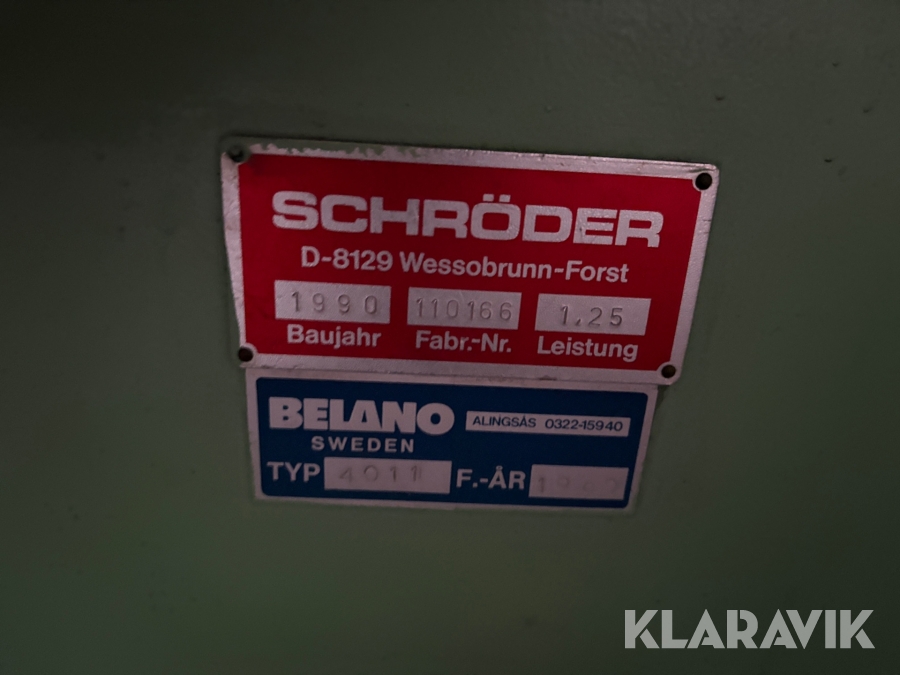 SCHRÖDER
D-8129 Wessobrunn-Forst
1990 110166 1.25
Baujahr Fabr.-Nr. Leistung
BELANO ALINGSÅS 0322-15940
SWEDEN
TYP 4011 F.-ÅR
KLARAVIK